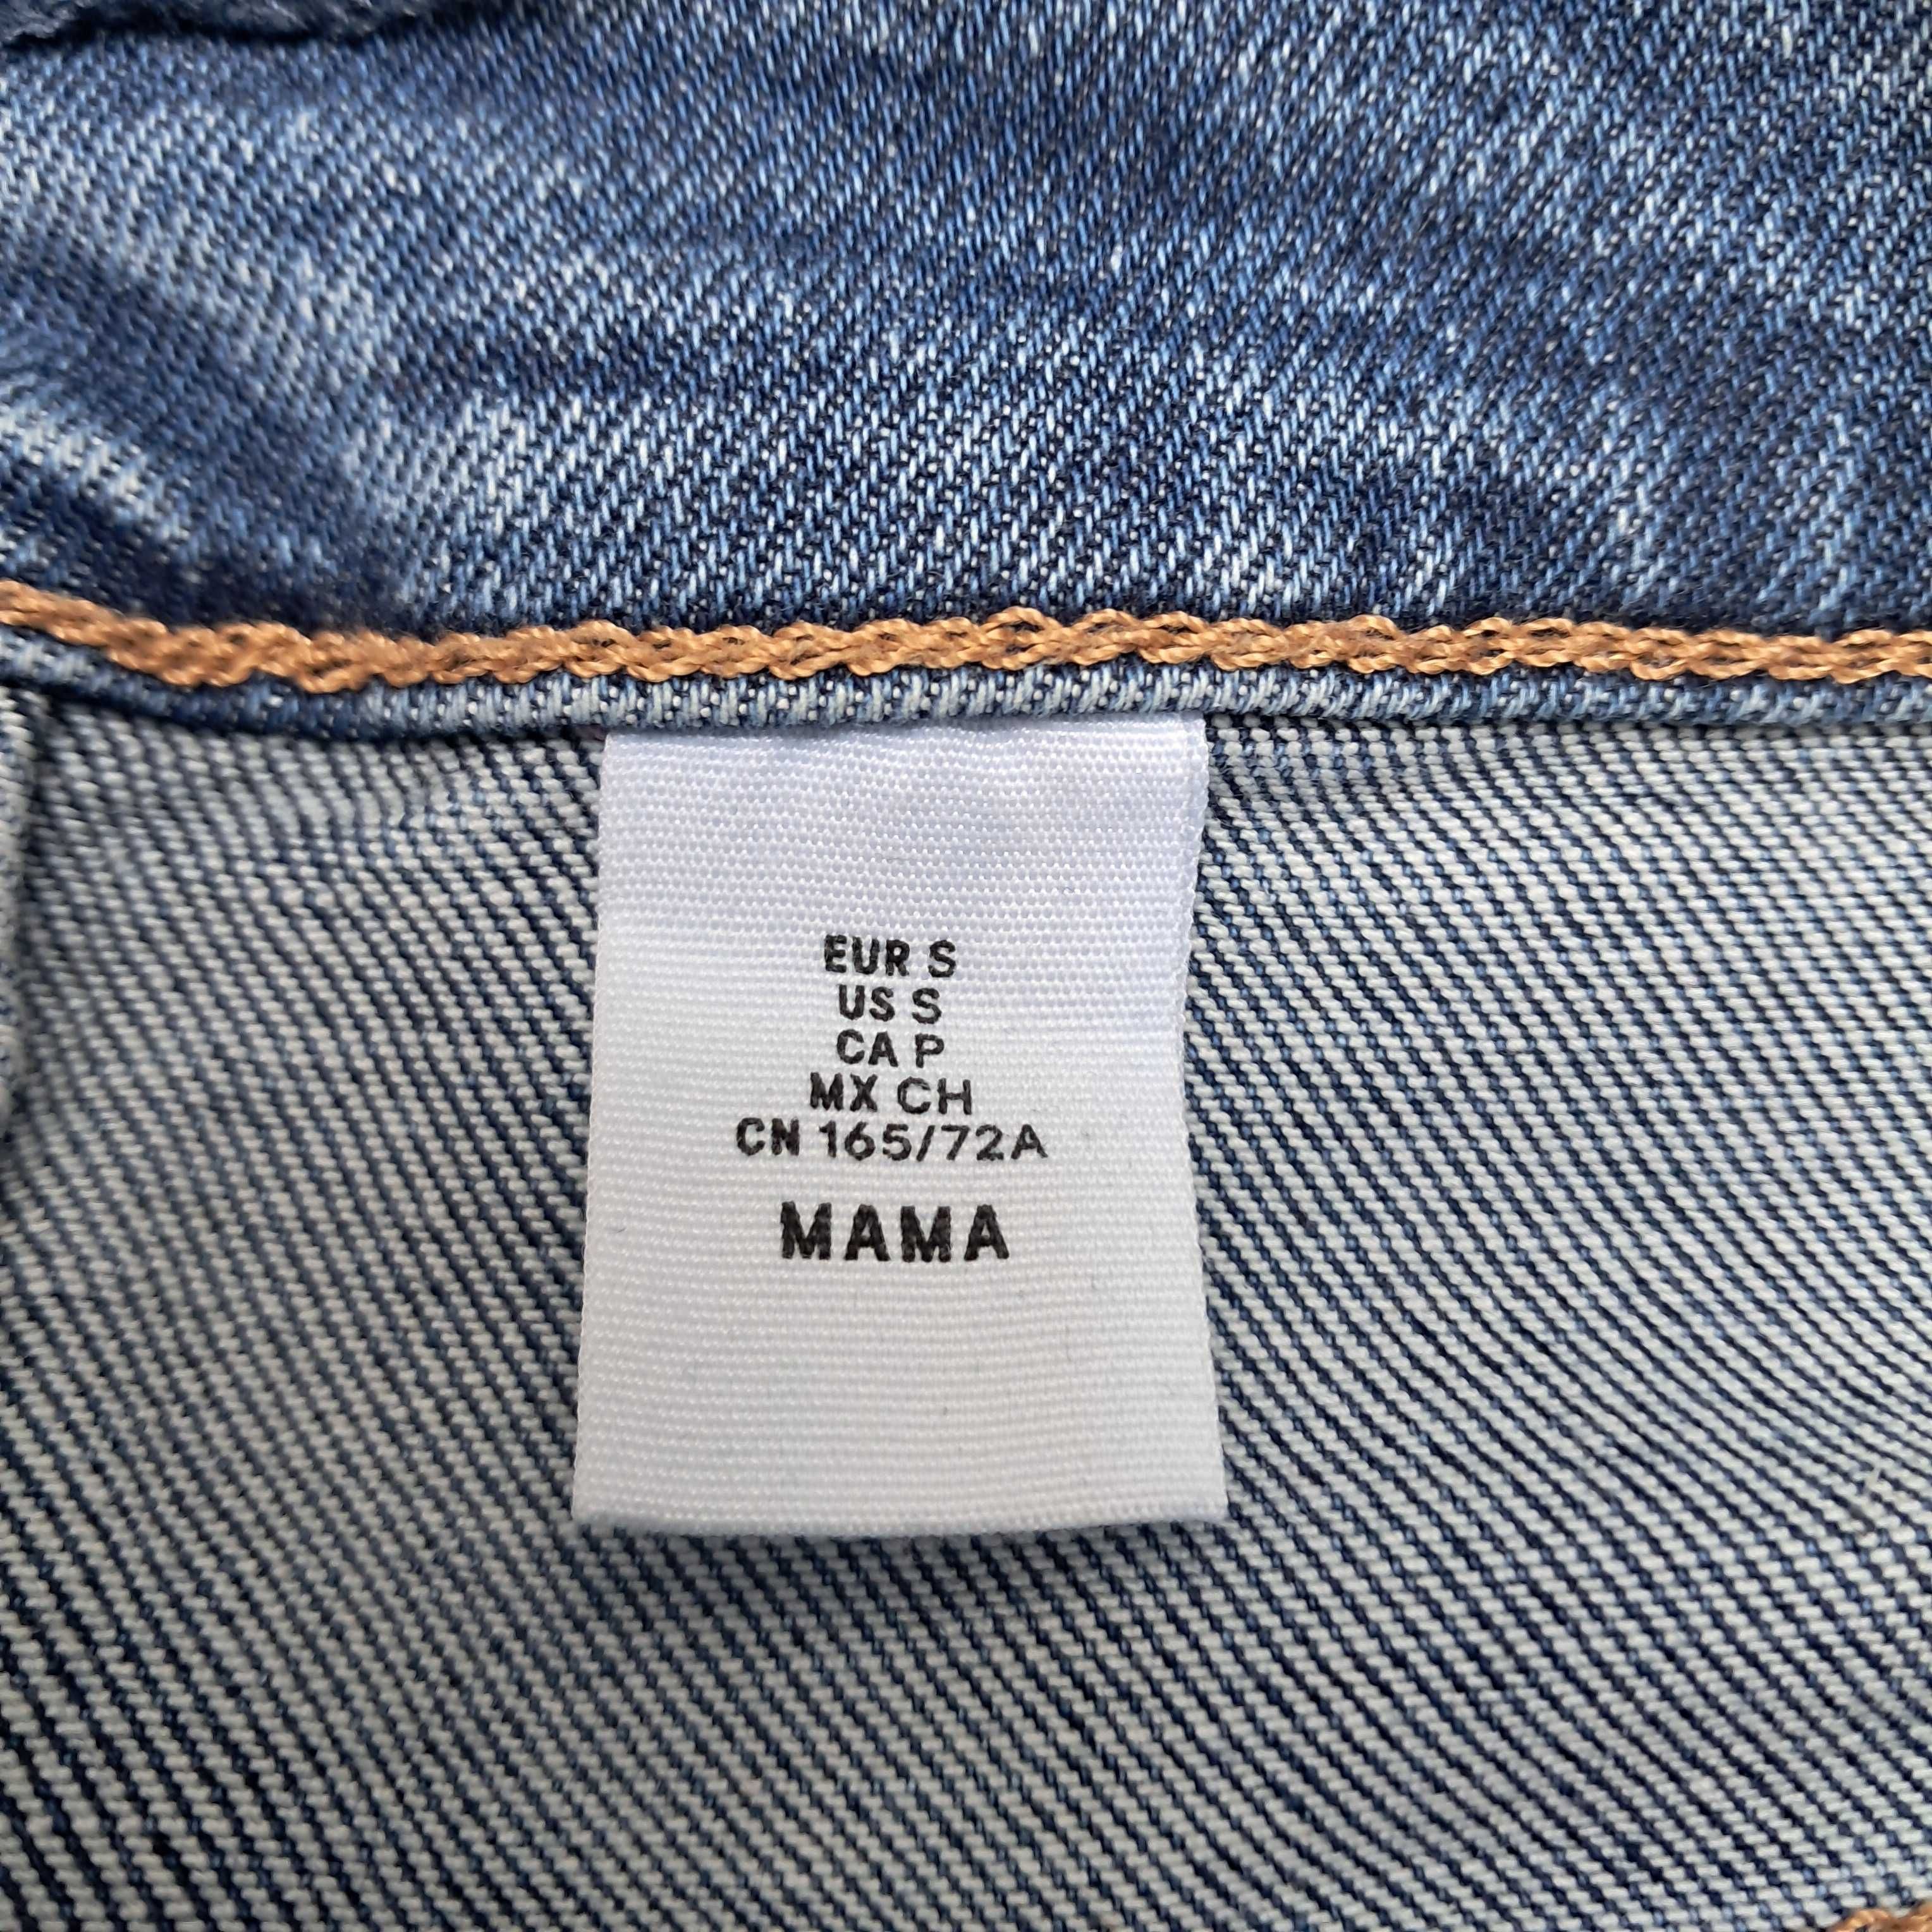 EUR S
US S
CA P
MX CH
CN 165/72A
MAMA